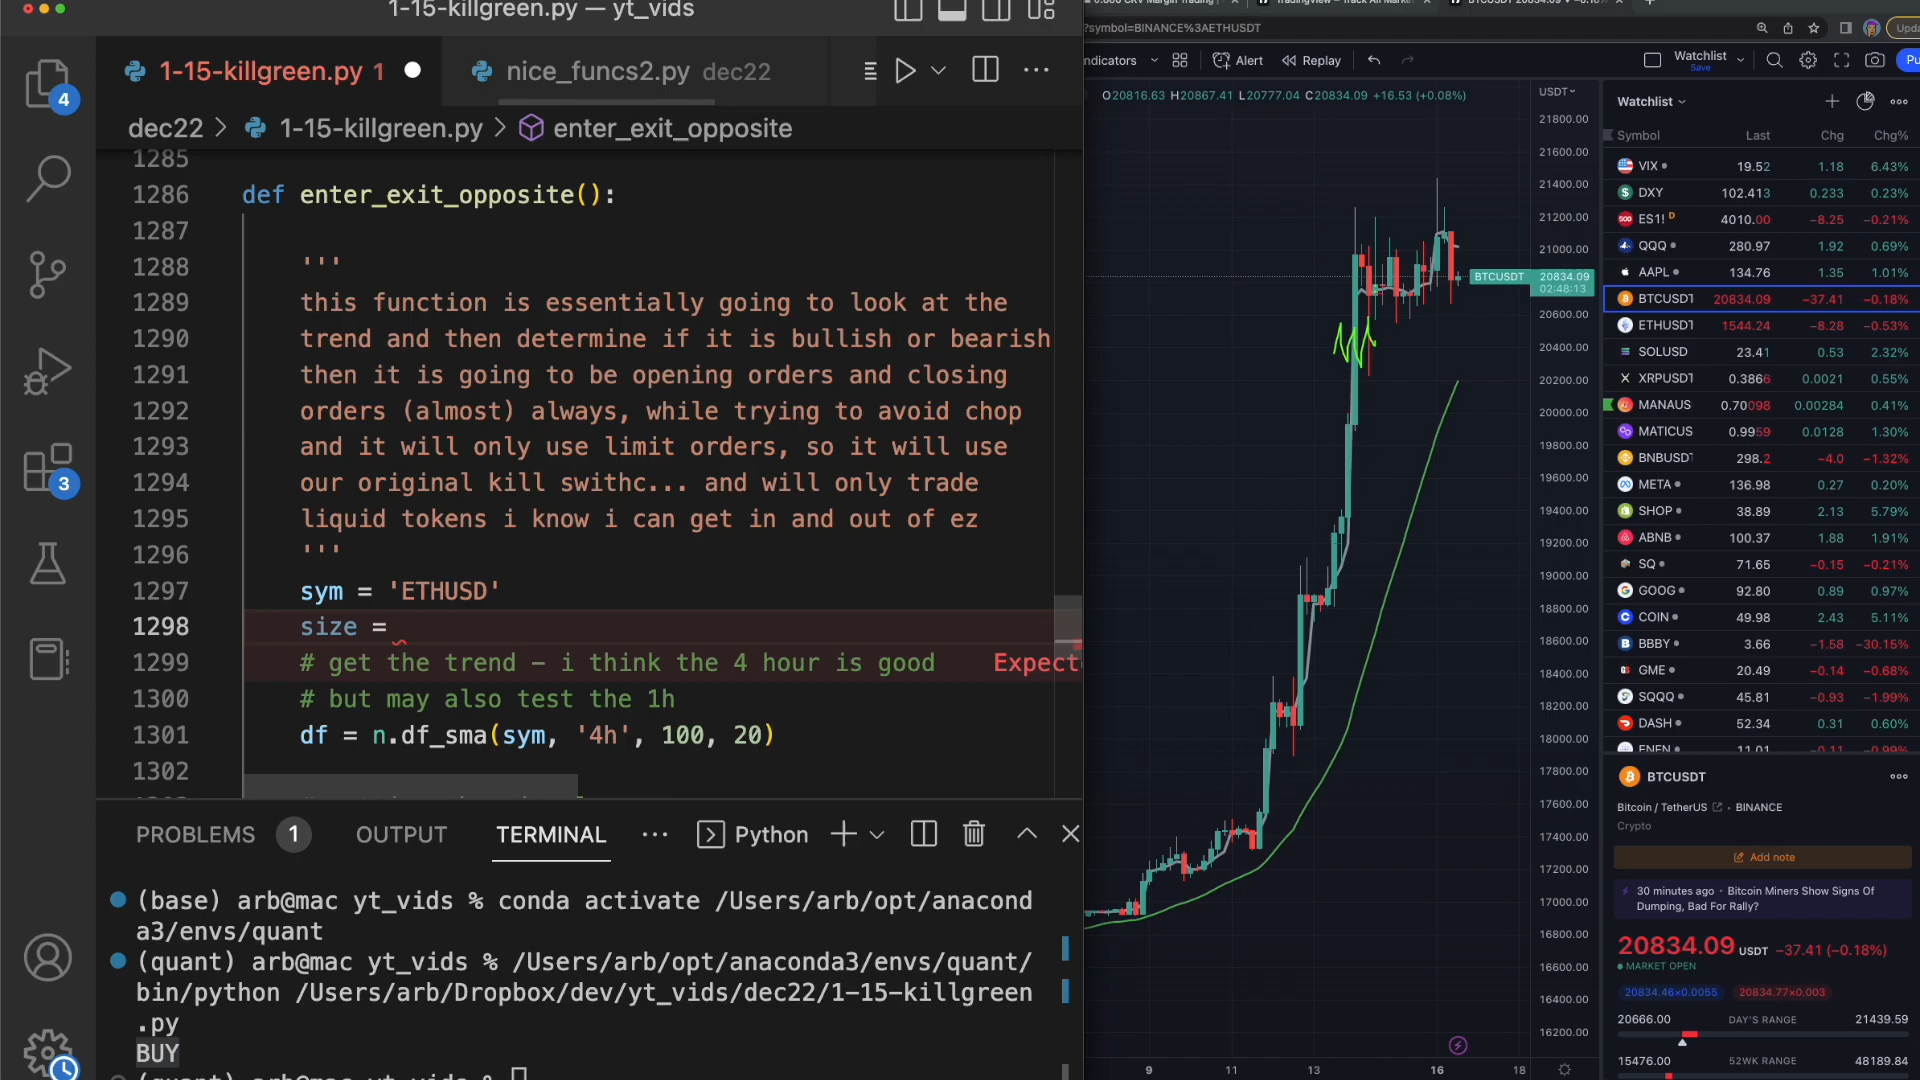 1-15-killgreen.py — yt_vids
1-15-killgreen.py 1
nice_funcs2.py dec22
dec22 > 1-15-killgreen.py > enter_exit_opposite
1285
1286 def enter_exit_opposite():
1287
1288 '''
1289 this function is essentially going to look at the
1290 trend and then determine if it is bullish or bearish
1291 then it is going to be opening orders and closing
1292 orders (almost) always, while trying to avoid chop
1293 and it will only use limit orders, so it will use
1294 our original kill swithc... and will only trade
1295 liquid tokens i know i can get in and out of ez
1296 '''
1297 sym = 'ETHUSD'
1298 size =
1299 # get the trend - i think the 4 hour is good Expect
1300 # but may also test the 1h
1301 df = n.df_sma(sym, '4h', 100, 20)
1302
4
3
PROBLEMS 1 OUTPUT TERMINAL ... Python
(base) arb@mac yt_vids % conda activate /Users/arb/opt/anacond
a3/envs/quant
(quant) arb@mac yt_vids % /Users/arb/opt/anaconda3/envs/quant/
bin/python /Users/arb/Dropbox/dev/yt_vids/dec22/1-15-killgreen
.py
BUY
(quant) arb@mac yt_vids %
?symbol=BINANCE%3AETHUSDT
ndicators Alert Replay
Watchlist
Save
O20816.63 H20867.41 L20777.04 C20834.09 +16.53 (+0.08%)
USDT
21800.00
21600.00
21400.00
21200.00
21000.00
BTCUSDT 20834.09
02:48:13
20600.00
20400.00
20200.00
20000.00
19800.00
19600.00
19400.00
19200.00
19000.00
18800.00
18600.00
18400.00
18200.00
18000.00
17800.00
17600.00
17400.00
17200.00
17000.00
16800.00
16600.00
16400.00
16200.00
9 11 13 16 18
Watchlist
Symbol Last Chg Chg%
VIX 19.52 1.18 6.43%
DXY 102.413 0.233 0.23%
ES1! D 4010.00 −8.25 −0.21%
QQQ 280.97 1.92 0.69%
AAPL 134.76 1.35 1.01%
BTCUSDT 20834.09 −37.41 −0.18%
ETHUSDT 1544.24 −8.28 −0.53%
SOLUSD 23.41 0.53 2.32%
XRPUSDT 0.3866 0.0021 0.55%
MANAUS 0.70098 0.00284 0.41%
MATICUS 0.9959 0.0128 1.30%
BNBUSDT 298.2 −4.0 −1.32%
META 136.98 0.27 0.20%
SHOP 38.89 2.13 5.79%
ABNB 100.37 1.88 1.91%
SQ 71.65 −0.15 −0.21%
GOOG 92.80 0.89 0.97%
COIN 49.98 2.43 5.11%
BBBY 3.66 −1.58 −30.15%
GME 20.49 −0.14 −0.68%
SQQQ 45.81 −0.93 −1.99%
DASH 52.34 0.31 0.60%
11.01 −0.11 −0.99%
BTCUSDT
Bitcoin / TetherUS · BINANCE
Crypto
Add note
30 minutes ago · Bitcoin Miners Show Signs Of
Dumping, Bad For Rally?
20834.09 USDT −37.41 (−0.18%)
MARKET OPEN
20834.46×0.0055 20834.77×0.003
20666.00 DAY'S RANGE 21439.59
15476.00 52WK RANGE 48189.84